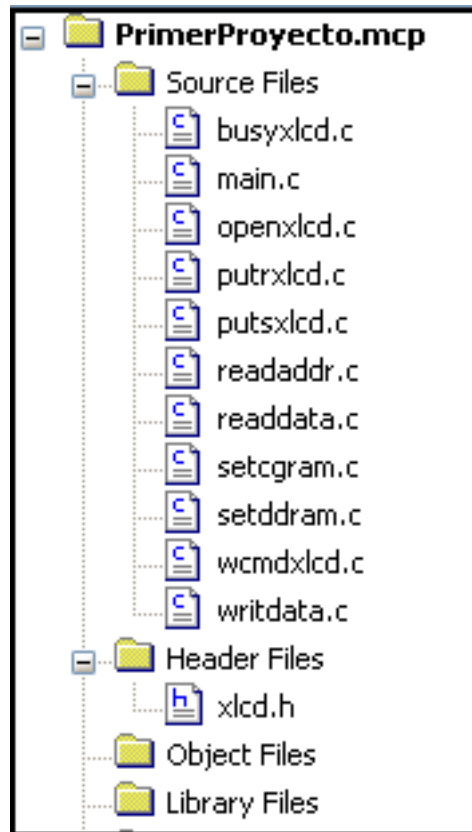 PrimerProyecto.mcp
Source Files
busyxlcd.c
main.c
openxlcd.c
putrxlcd.c
putsxlcd.c
readaddr.c
readdata.c
setcgram.c
setddram.c
wcmdxlcd.c
writdata.c
Header Files
xlcd.h
Object Files
Library Files